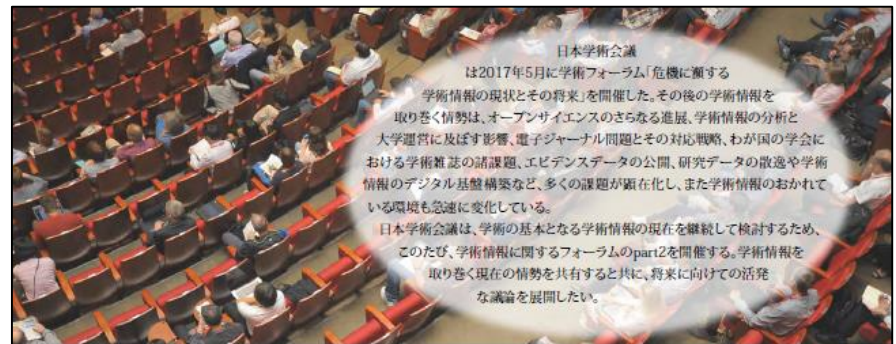 日本学術会議
は2017年5月に学術フォーラム「危機に瀕する
学術情報の現状とその将来」を開催した。その後の学術情報を
取り巻く情勢は、オープンサイエンスのさらなる進展、学術情報の分析と
大学運営に及ぼす影響、電子ジャーナル問題とその対応戦略、わが国の学会に
おける学術雑誌の諸課題、エビデンスデータの公開、研究データの散逸や学術
情報のデジタル基盤構築など、多くの課題が顕在化し、また学術情報のおかれて
いる環境も急速に変化している。
日本学術会議は、学術の基本となる学術情報の現在を継続して検討するため、
このたび、学術情報に関するフォーラムのpart2を開催する。学術情報を
取り巻く現在の情勢を共有すると共に、将来に向けての活発
な議論を展開したい。